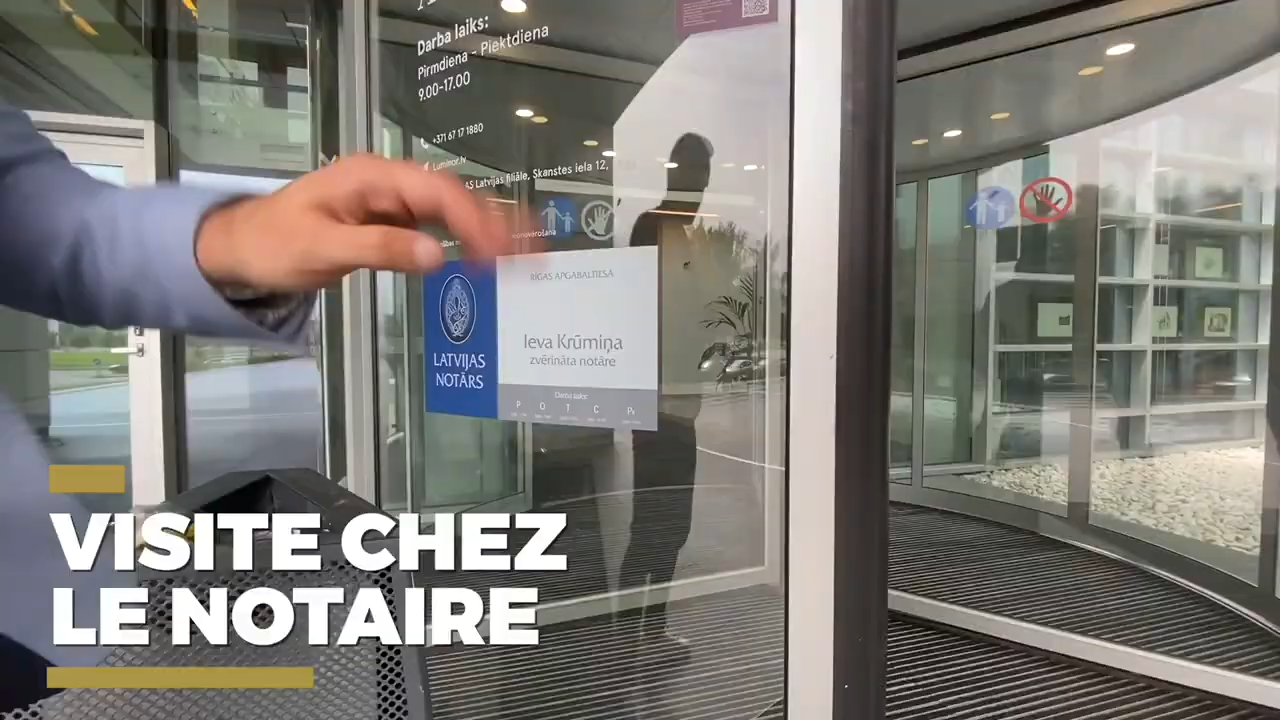 Darba laiks:
Pirmdiena - Piektdiena
9.00-17.00
+371 67 17 1880
Luminor.lv
AS Latvijas filiāle, Skanstes iela 12,
RĪGAS APGABALTIESA
Ieva Krūmiņa
zvērināta notāre
LATVIJAS
NOTĀRS
Darba laiks:
P O T C Pk
VISITE CHEZ
LE NOTAIRE